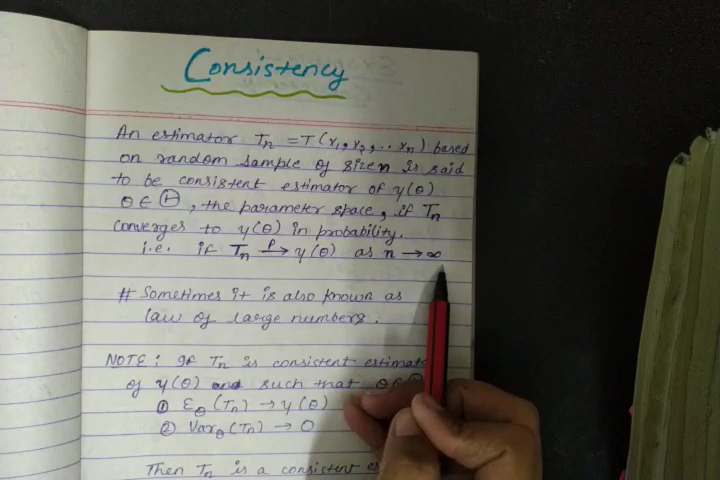 Consistency
An estimator Tn = T(x1, x2, .. xn) based
on random sample of size n is said
to be consistent estimator of γ(θ)
θ ∈ Ⓗ, the parameter space, if Tn
converges to γ(θ) in probability.
i.e. if Tn →P γ(θ) as n → ∞
# Sometimes it is also known as
law of large numbers.
NOTE: If Tn is consistent
of γ(θ) and such that θ ∈
① Eθ(Tn) → γ(θ)
② Varθ(Tn) → 0
Then Tn is a consistent